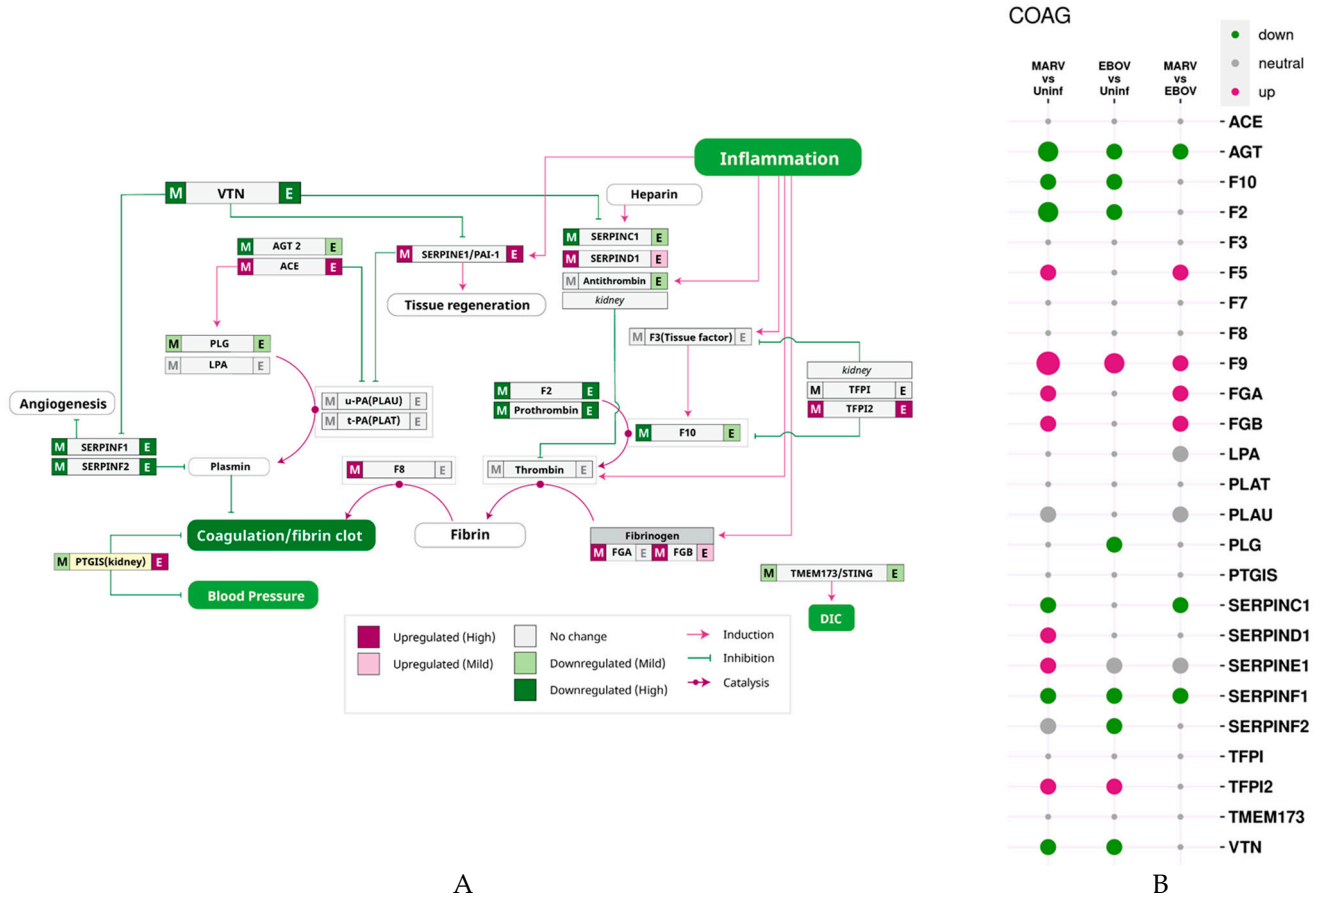 COAG
down
neutral
up
MARV
vs
Uninf
EBOV
vs
Uninf
MARV
vs
EBOV
ACE
AGT
F10
F2
F3
F5
F7
F8
F9
FGA
FGB
LPA
PLAT
PLAU
PLG
PTGIS
SERPINC1
SERPIND1
SERPINE1
SERPINF1
SERPINF2
TFPI
TFPI2
TMEM173
VTN
Inflammation
M VTN E
Heparin
M SERPINC1 E
M SERPIND1 E
M Antithrombin E
kidney
M AGT 2 E
M ACE E
M SERPINE1/PAI-1 E
Tissue regeneration
M PLG E
M LPA E
M F3(Tissue factor) E
kidney
M TFPI E
M TFPI2 E
Angiogenesis
M u-PA(PLAU) E
M t-PA(PLAT) E
M F2 E
M Prothrombin E
M F10 E
M SERPINF1 E
M SERPINF2 E
Plasmin
M F8 E
M Thrombin E
Coagulation/fibrin clot
Fibrin
Fibrinogen
M FGA E M FGB E
M PTGIS(kidney) E
Blood Pressure
M TMEM173/STING E
DIC
Upregulated (High)
Upregulated (Mild)
No change
Downregulated (Mild)
Downregulated (High)
Induction
Inhibition
Catalysis
A
B